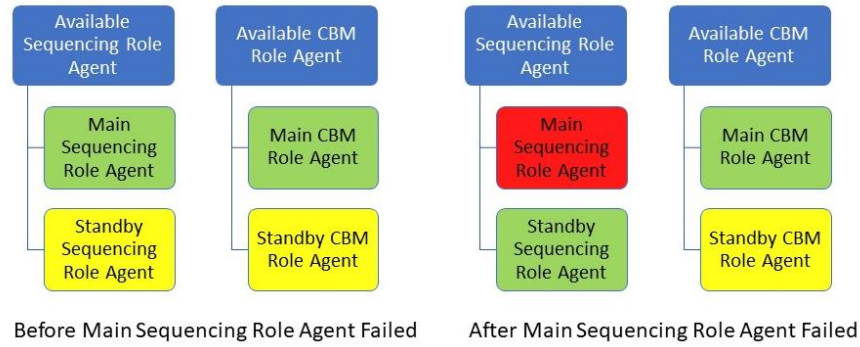 Available
Sequencing Role
Agent
Main
Sequencing
Role Agent
Standby
Sequencing
Role Agent
Available CBM
Role Agent
Main CBM
Role Agent
Standby CBM
Role Agent
Before Main Sequencing Role Agent Failed
Available
Sequencing Role
Agent
Main
Sequencing
Role Agent
Standby
Sequencing
Role Agent
Available CBM
Role Agent
Main CBM
Role Agent
Standby CBM
Role Agent
After Main Sequencing Role Agent Failed